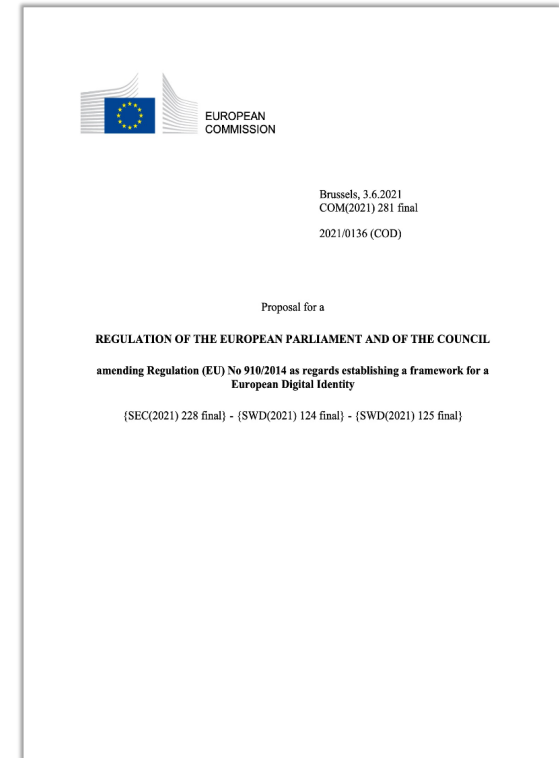 EUROPEAN
COMMISSION
Brussels, 3.6.2021
COM(2021) 281 final
2021/0136 (COD)
Proposal for a
REGULATION OF THE EUROPEAN PARLIAMENT AND OF THE COUNCIL
amending Regulation (EU) No 910/2014 as regards establishing a framework for a
European Digital Identity
{SEC(2021) 228 final} - {SWD(2021) 124 final} - {SWD(2021) 125 final}